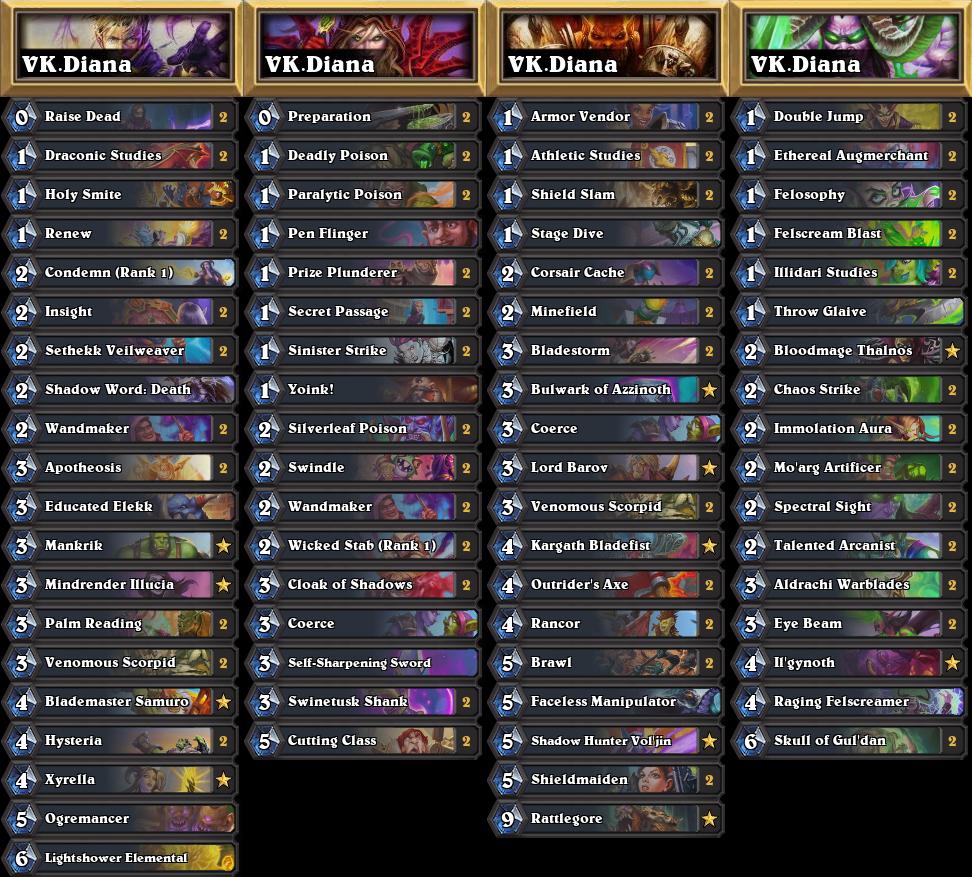 VK.Diana
0 Raise Dead 2
1 Draconic Studies 2
1 Holy Smite 2
1 Renew 2
2 Condemn (Rank 1)
2 Insight 2
2 Sethekk Veilweaver 2
2 Shadow Word: Death
2 Wandmaker 2
3 Apotheosis 2
3 Educated Elekk
3 Mankrik
3 Mindrender Illucia
3 Palm Reading 2
3 Venomous Scorpid 2
4 Blademaster Samuro
4 Hysteria 2
4 Xyrella
5 Ogremancer
6 Lightshower Elemental
VK.Diana
0 Preparation 2
1 Deadly Poison 2
1 Paralytic Poison 2
1 Pen Flinger
1 Prize Plunderer 2
1 Secret Passage 2
1 Sinister Strike 2
1 Yoink!
2 Silverleaf Poison 2
2 Swindle 2
2 Wandmaker 2
2 Wicked Stab (Rank 1) 2
3 Cloak of Shadows 2
3 Coerce
3 Self-Sharpening Sword
3 Swinetusk Shank 2
5 Cutting Class 2
VK.Diana
1 Armor Vendor 2
1 Athletic Studies 2
1 Shield Slam 2
1 Stage Dive
2 Corsair Cache 2
2 Minefield 2
3 Bladestorm 2
3 Bulwark of Azzinoth
3 Coerce
3 Lord Barov
3 Venomous Scorpid 2
4 Kargath Bladefist
4 Outrider's Axe 2
4 Rancor 2
5 Brawl 2
5 Faceless Manipulator
5 Shadow Hunter Vol'jin
5 Shieldmaiden 2
9 Rattlegore
VK.Diana
1 Double Jump 2
1 Ethereal Augmerchant 2
1 Felosophy 2
1 Felscream Blast 2
1 Illidari Studies 2
1 Throw Glaive
2 Bloodmage Thalnos
2 Chaos Strike 2
2 Immolation Aura 2
2 Mo'arg Artificer 2
2 Spectral Sight 2
2 Talented Arcanist 2
3 Aldrachi Warblades 2
3 Eye Beam 2
4 Il'gynoth
4 Raging Felscreamer
6 Skull of Gul'dan 2